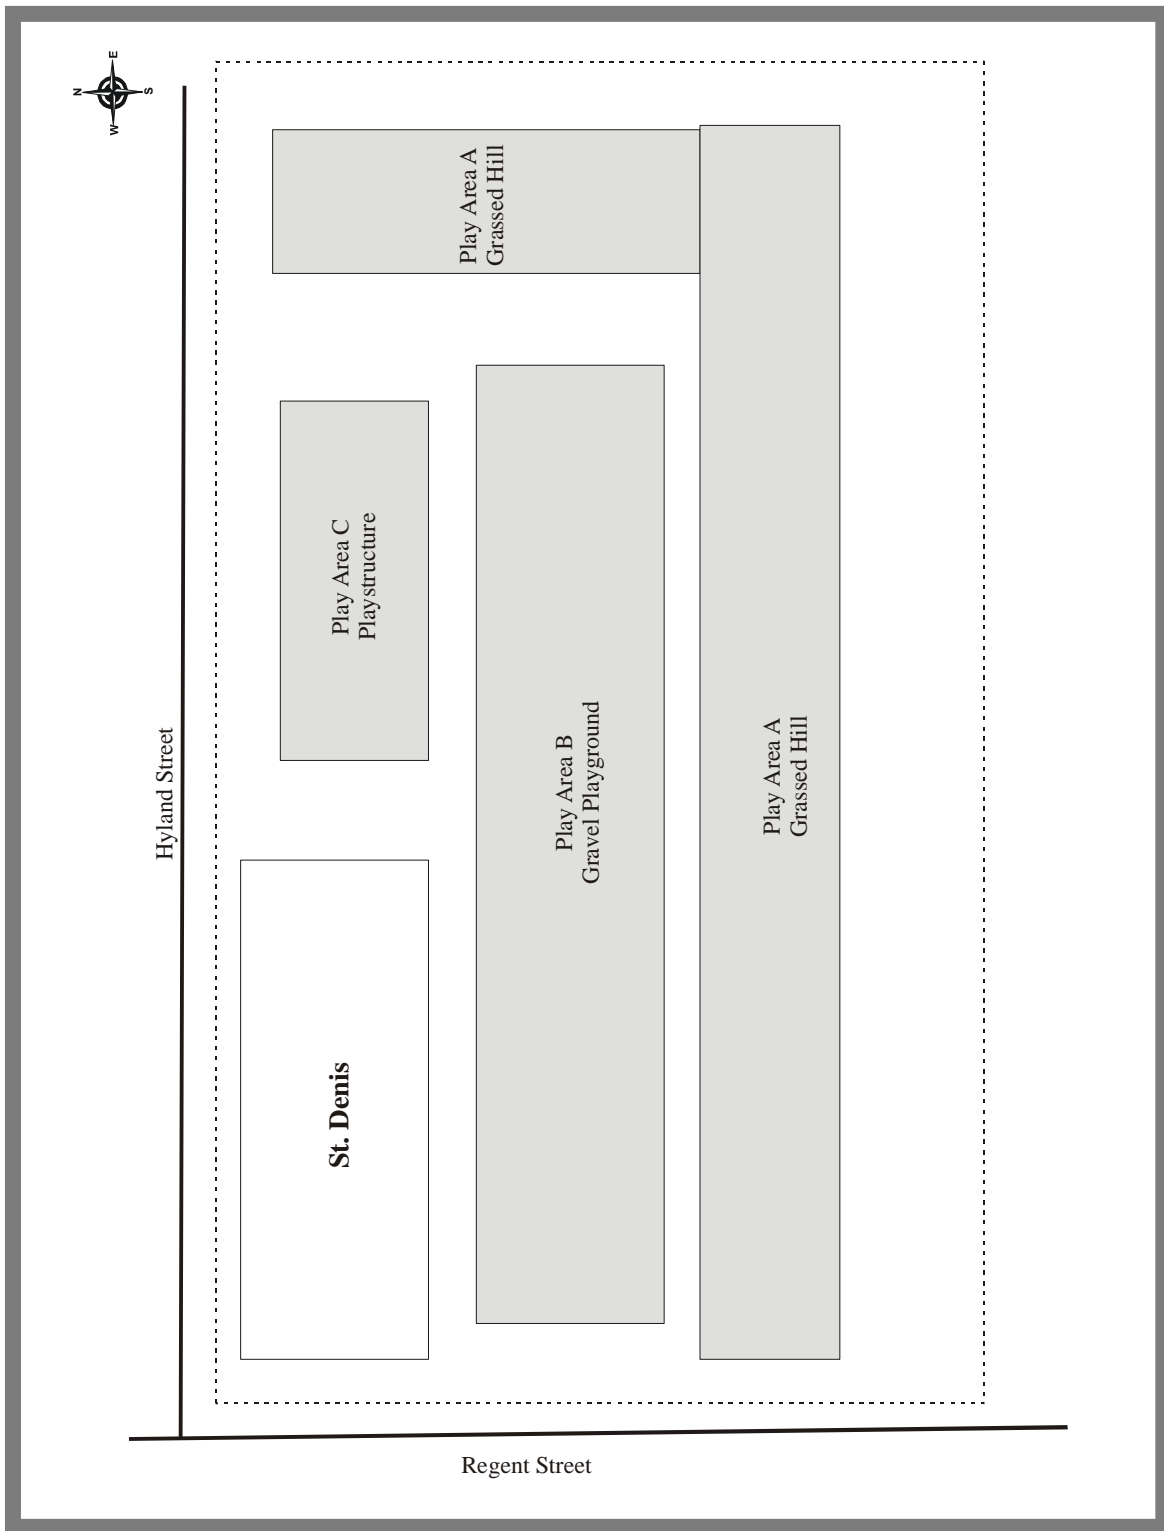 E
N
S
W
Play Area A
Grassed Hill
Play Area C
Playstructure
Hyland Street
Play Area B
Gravel Playground
Play Area A
Grassed Hill
St. Denis
Regent Street